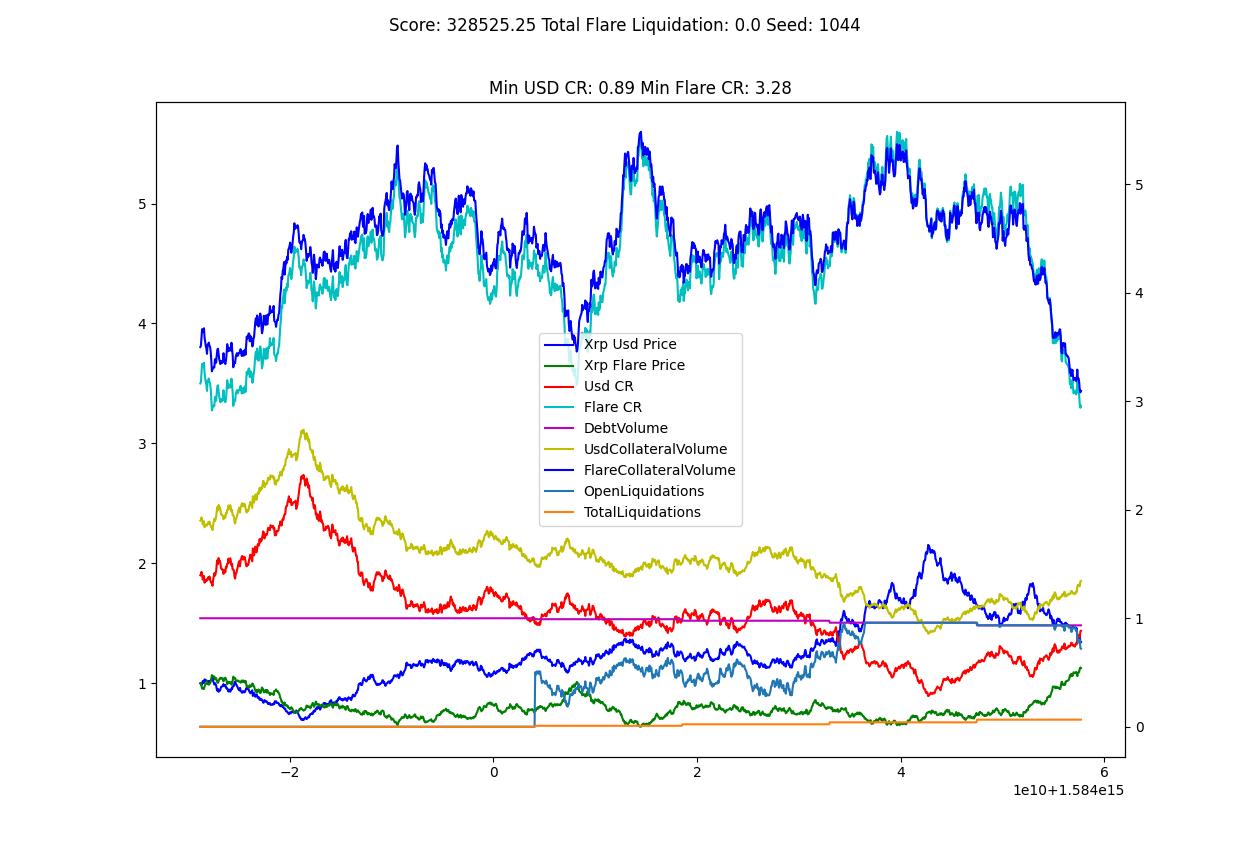 Score: 328525.25 Total Flare Liquidation: 0.0 Seed: 1044
Min USD CR: 0.89 Min Flare CR: 3.28
5
4
3
2
1
5
4
3
2
1
0
Xrp Usd Price
Xrp Flare Price
Usd CR
Flare CR
DebtVolume
UsdCollateralVolume
FlareCollateralVolume
OpenLiquidations
TotalLiquidations
−2 0 2 4 6
1e10+1.584e15